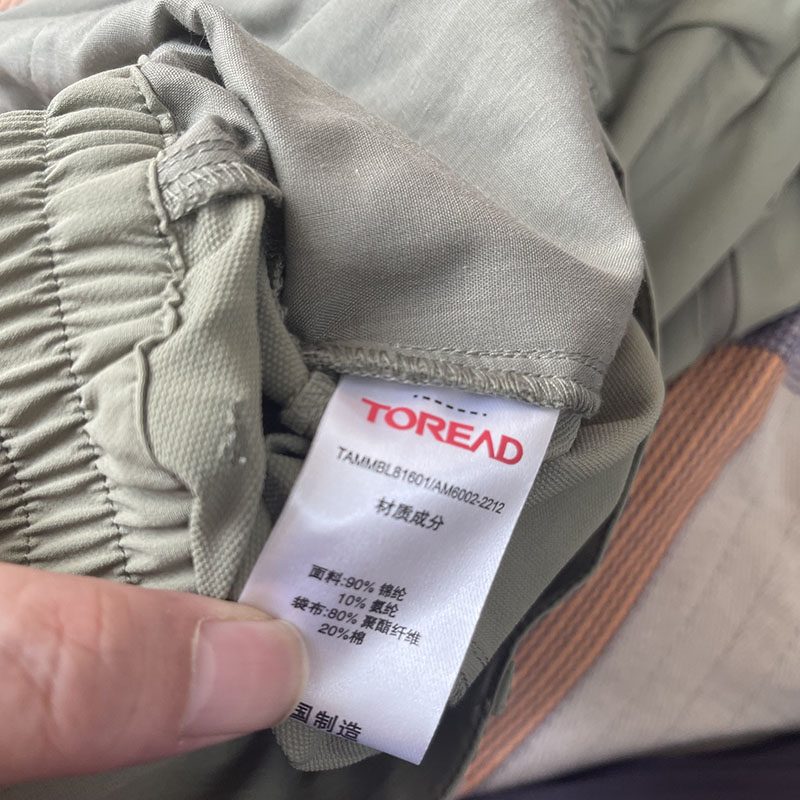 TOREAD
TAMMBL81601/AM6002-2212
材质成分
面料:90% 锦纶
10% 氨纶
袋布:80% 聚酯纤维
20%棉
国制造